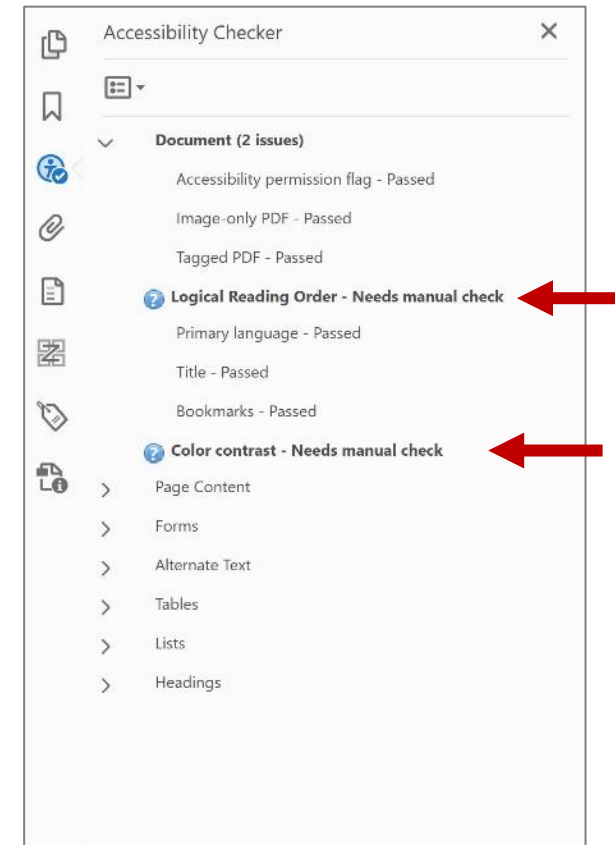 Accessibility Checker
Document (2 issues)
Accessibility permission flag - Passed
Image-only PDF - Passed
Tagged PDF - Passed
Logical Reading Order - Needs manual check
Primary language - Passed
Title - Passed
Bookmarks - Passed
Color contrast - Needs manual check
Page Content
Forms
Alternate Text
Tables
Lists
Headings